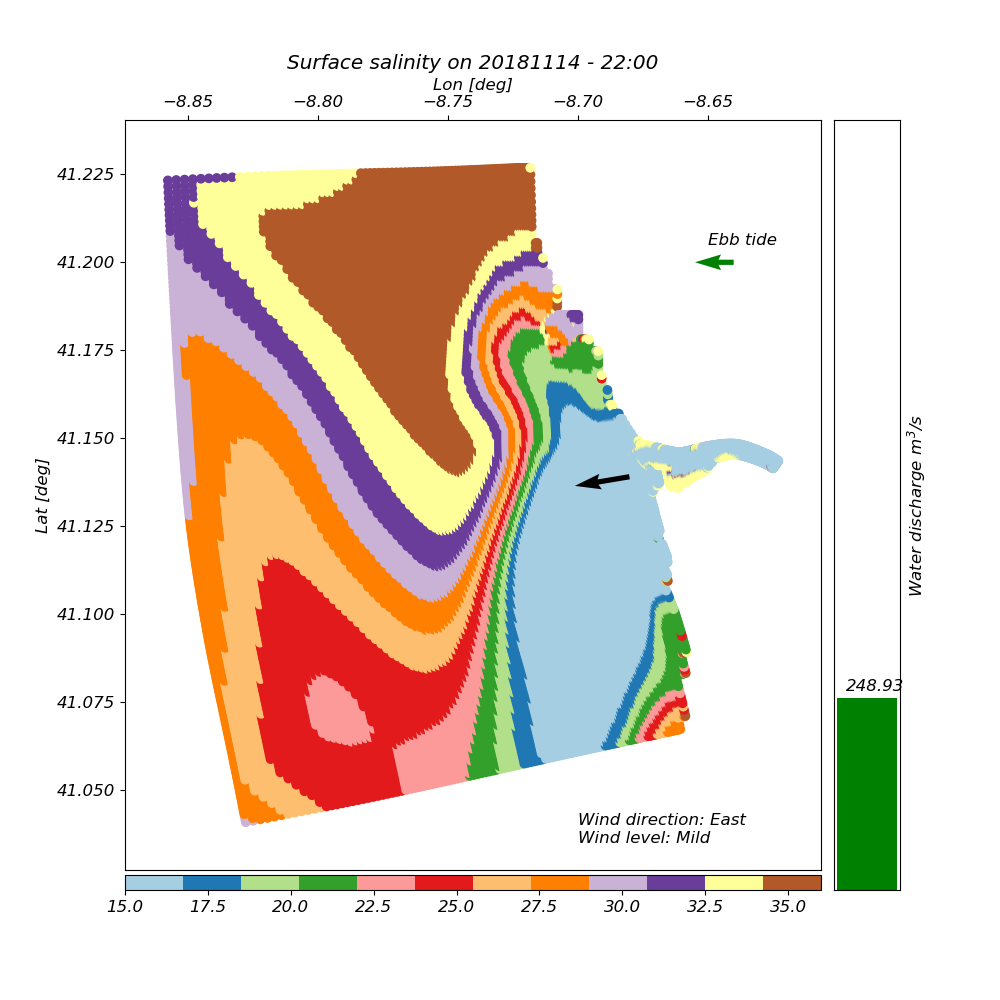 Surface salinity on 20181114 - 22:00
Lon [deg]
−8.85 −8.80 −8.75 −8.70 −8.65
41.225
41.200
41.175
41.150
41.125
41.100
41.075
41.050
Lat [deg]
Ebb tide
Wind direction: East
Wind level: Mild
15.0 17.5 20.0 22.5 25.0 27.5 30.0 32.5 35.0
248.93
Water discharge m³/s